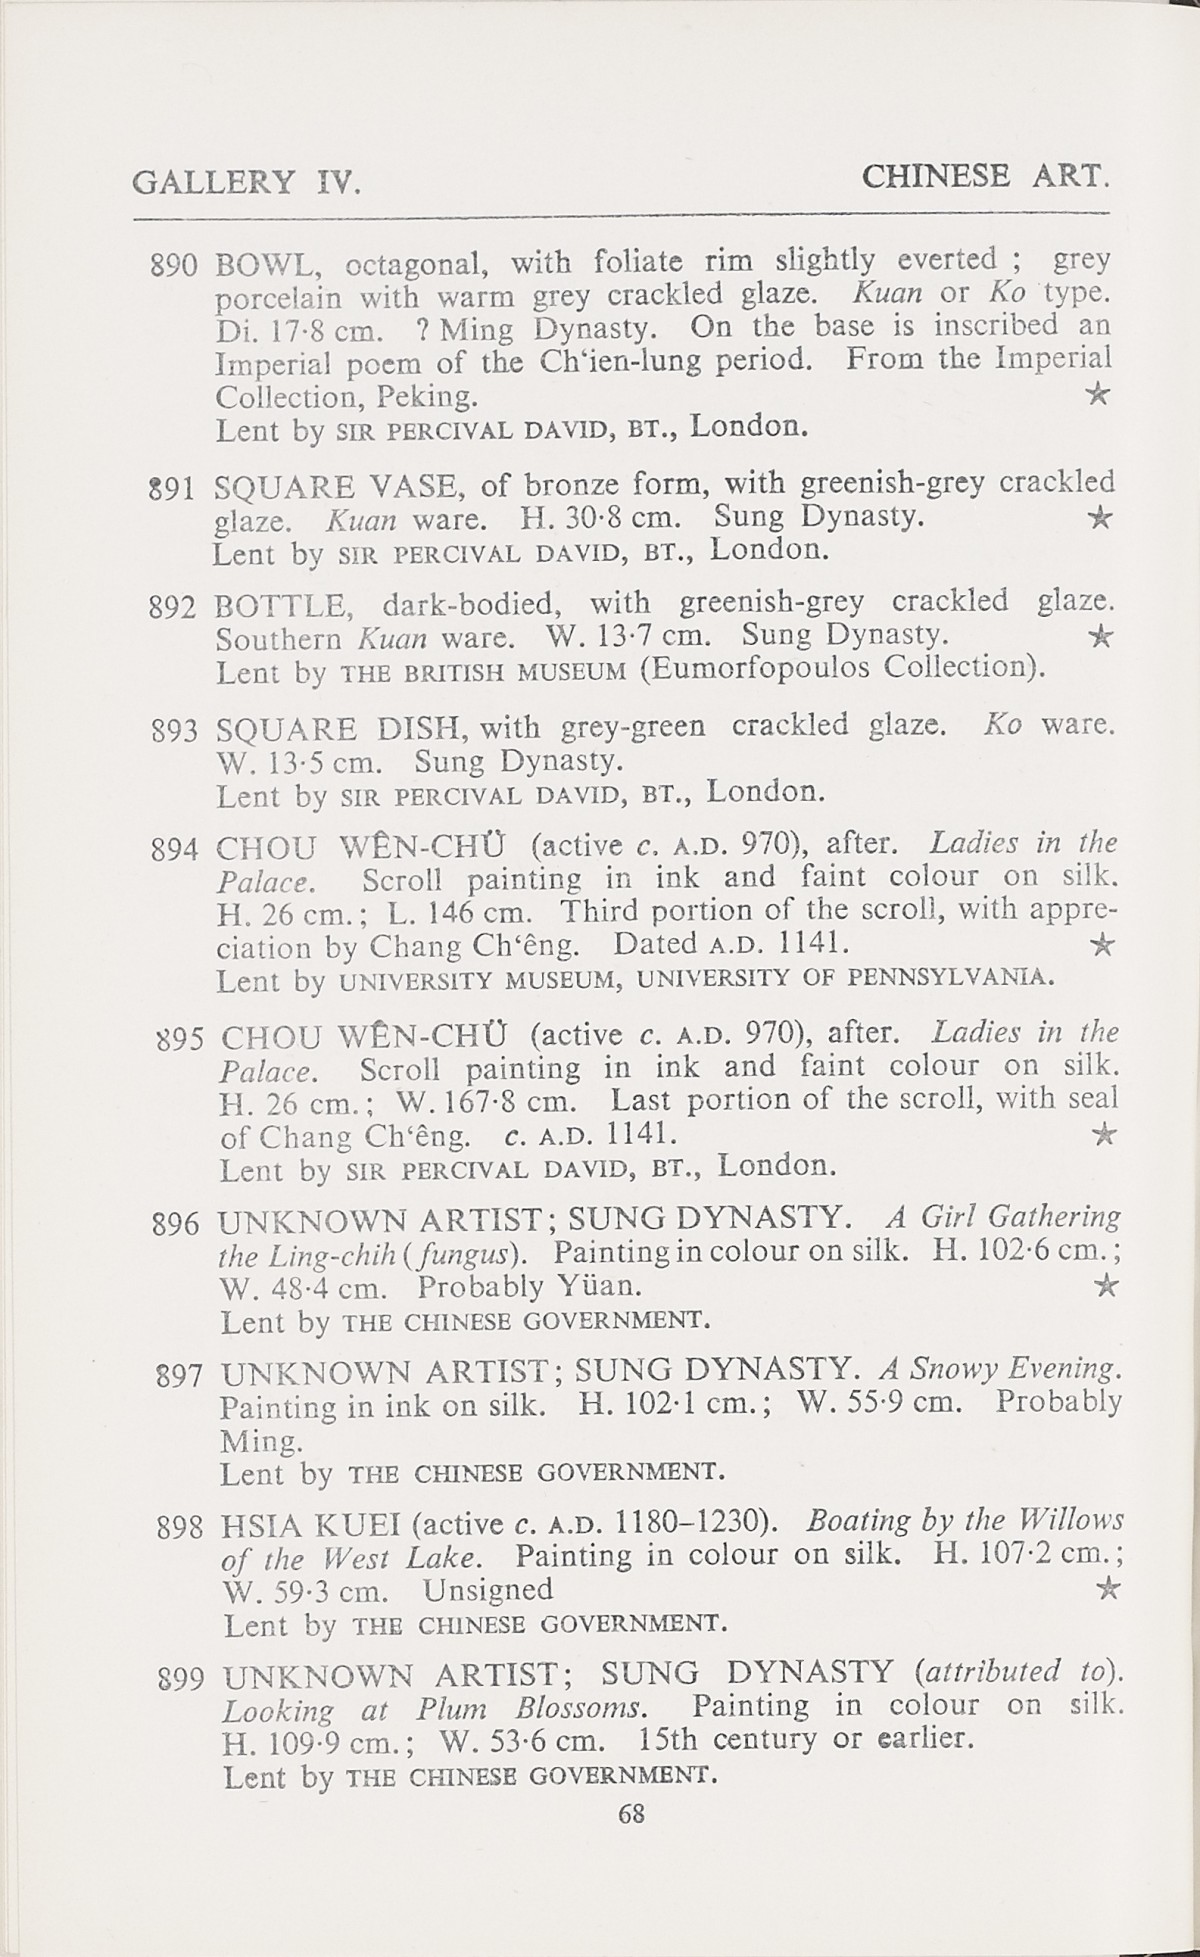 GALLERY IV. CHINESE ART.
890 BOWL, octagonal, with foliate rim slightly everted ; grey
porcelain with warm grey crackled glaze. Kuan or Ko type.
Di. 17·8 cm. ? Ming Dynasty. On the base is inscribed an
Imperial poem of the Ch‘ien-lung period. From the Imperial
Collection, Peking. ★
Lent by SIR PERCIVAL DAVID, BT., London.
891 SQUARE VASE, of bronze form, with greenish-grey crackled
glaze. Kuan ware. H. 30·8 cm. Sung Dynasty. ★
Lent by SIR PERCIVAL DAVID, BT., London.
892 BOTTLE, dark-bodied, with greenish-grey crackled glaze.
Southern Kuan ware. W. 13·7 cm. Sung Dynasty. ★
Lent by THE BRITISH MUSEUM (Eumorfopoulos Collection).
893 SQUARE DISH, with grey-green crackled glaze. Ko ware.
W. 13·5 cm. Sung Dynasty.
Lent by SIR PERCIVAL DAVID, BT., London.
894 CHOU WÊN-CHÜ (active c. A.D. 970), after. Ladies in the
Palace. Scroll painting in ink and faint colour on silk.
H. 26 cm. ; L. 146 cm. Third portion of the scroll, with appre-
ciation by Chang Ch‘êng. Dated A.D. 1141. ★
Lent by UNIVERSITY MUSEUM, UNIVERSITY OF PENNSYLVANIA.
895 CHOU WÊN-CHÜ (active c. A.D. 970), after. Ladies in the
Palace. Scroll painting in ink and faint colour on silk.
H. 26 cm. ; W. 167·8 cm. Last portion of the scroll, with seal
of Chang Ch‘êng. c. A.D. 1141. ★
Lent by SIR PERCIVAL DAVID, BT., London.
896 UNKNOWN ARTIST ; SUNG DYNASTY. A Girl Gathering
the Ling-chih (fungus). Painting in colour on silk. H. 102·6 cm. ;
W. 48·4 cm. Probably Yüan. ★
Lent by THE CHINESE GOVERNMENT.
897 UNKNOWN ARTIST ; SUNG DYNASTY. A Snowy Evening.
Painting in ink on silk. H. 102·1 cm. ; W. 55·9 cm. Probably
Ming.
Lent by THE CHINESE GOVERNMENT.
898 HSIA KUEI (active c. A.D. 1180–1230). Boating by the Willows
of the West Lake. Painting in colour on silk. H. 107·2 cm. ;
W. 59·3 cm. Unsigned ★
Lent by THE CHINESE GOVERNMENT.
899 UNKNOWN ARTIST ; SUNG DYNASTY (attributed to).
Looking at Plum Blossoms. Painting in colour on silk.
H. 109·9 cm. ; W. 53·6 cm. 15th century or earlier.
Lent by THE CHINESE GOVERNMENT.
68